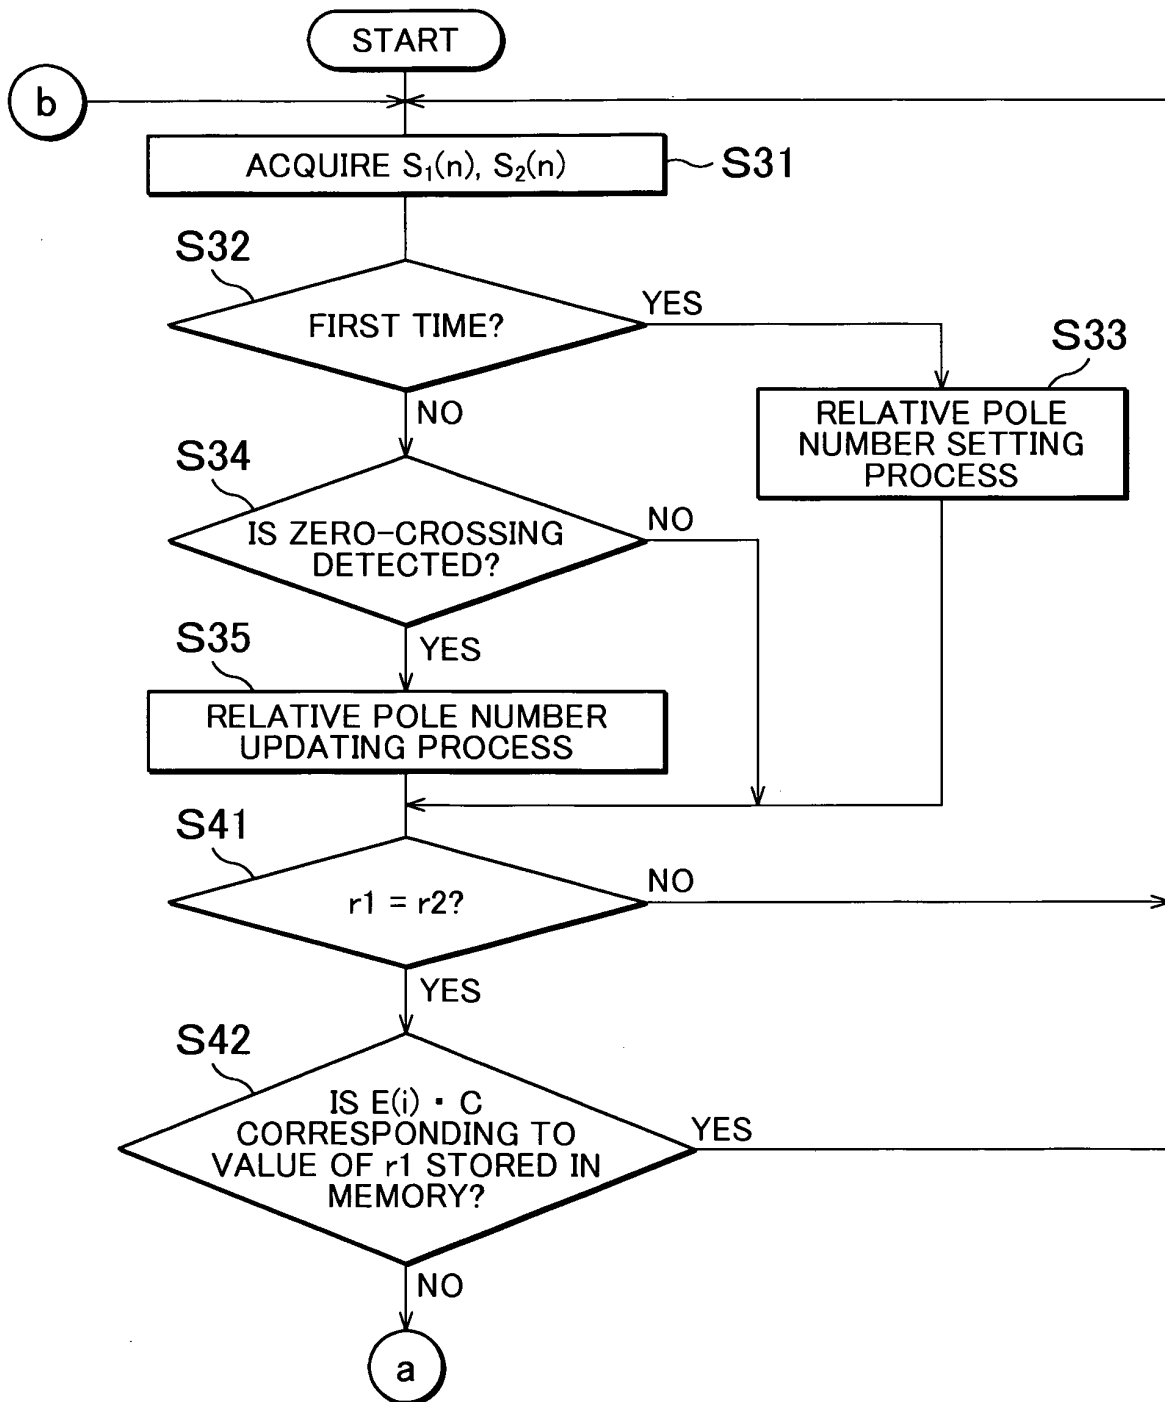 START
b
ACQUIRE S₁(n), S₂(n)
S31
S32
FIRST TIME?
YES
NO
S33
RELATIVE POLE
NUMBER SETTING
PROCESS
S34
IS ZERO-CROSSING
DETECTED?
NO
YES
S35
RELATIVE POLE NUMBER
UPDATING PROCESS
S41
r1 = r2?
NO
YES
S42
IS E(i)・C
CORRESPONDING TO
VALUE OF r1 STORED IN
MEMORY?
YES
NO
a